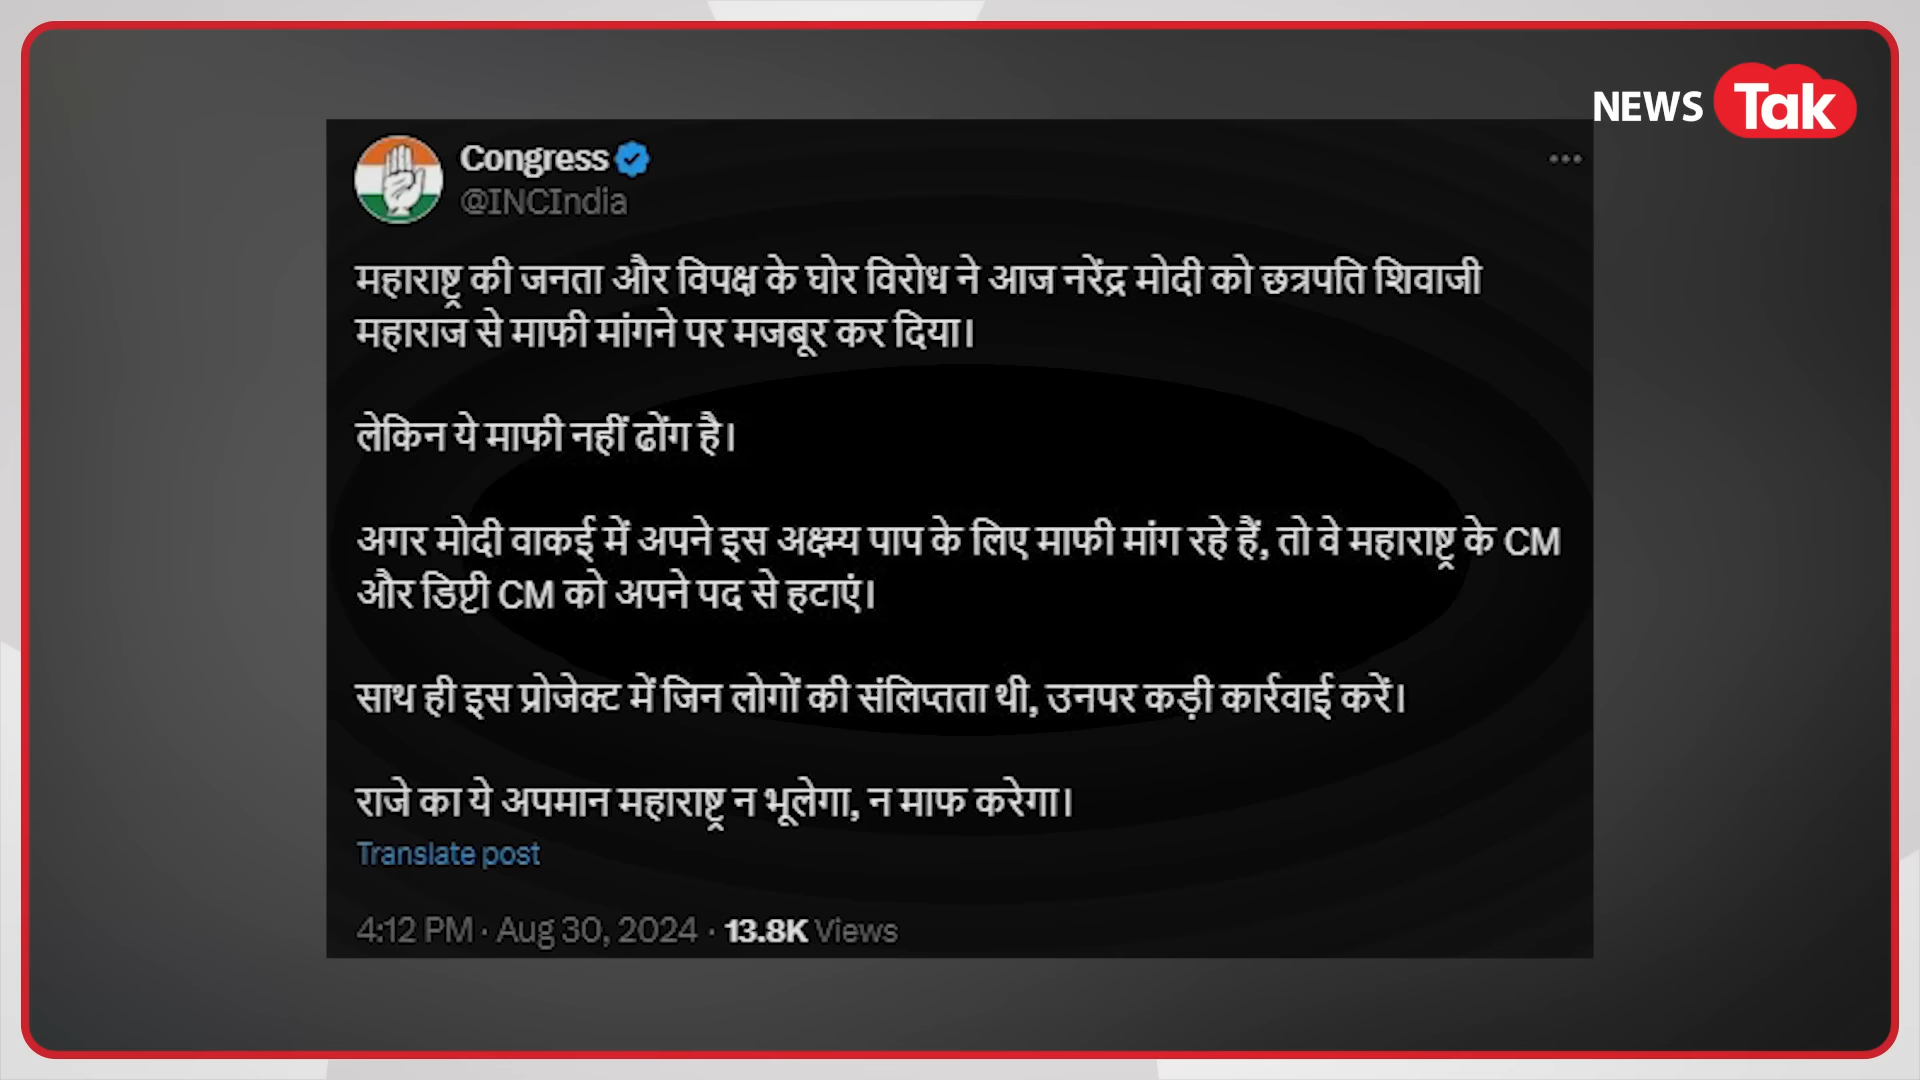 NEWS Tak
Congress
@INCIndia
महाराष्ट्र की जनता और विपक्ष के घोर विरोध ने आज नरेंद्र मोदी को छत्रपति शिवाजी
महाराज से माफी मांगने पर मजबूर कर दिया।
लेकिन ये माफी नहीं ढोंग है।
अगर मोदी वाकई में अपने इस अक्ष्म्य पाप के लिए माफी मांग रहे हैं, तो वे महाराष्ट्र के CM
और डिप्टी CM को अपने पद से हटाएं।
साथ ही इस प्रोजेक्ट में जिन लोगों की संलिप्तता थी, उनपर कड़ी कार्रवाई करें।
राजे का ये अपमान महाराष्ट्र न भूलेगा, न माफ करेगा।
Translate post
4:12 PM · Aug 30, 2024 · 13.8K Views